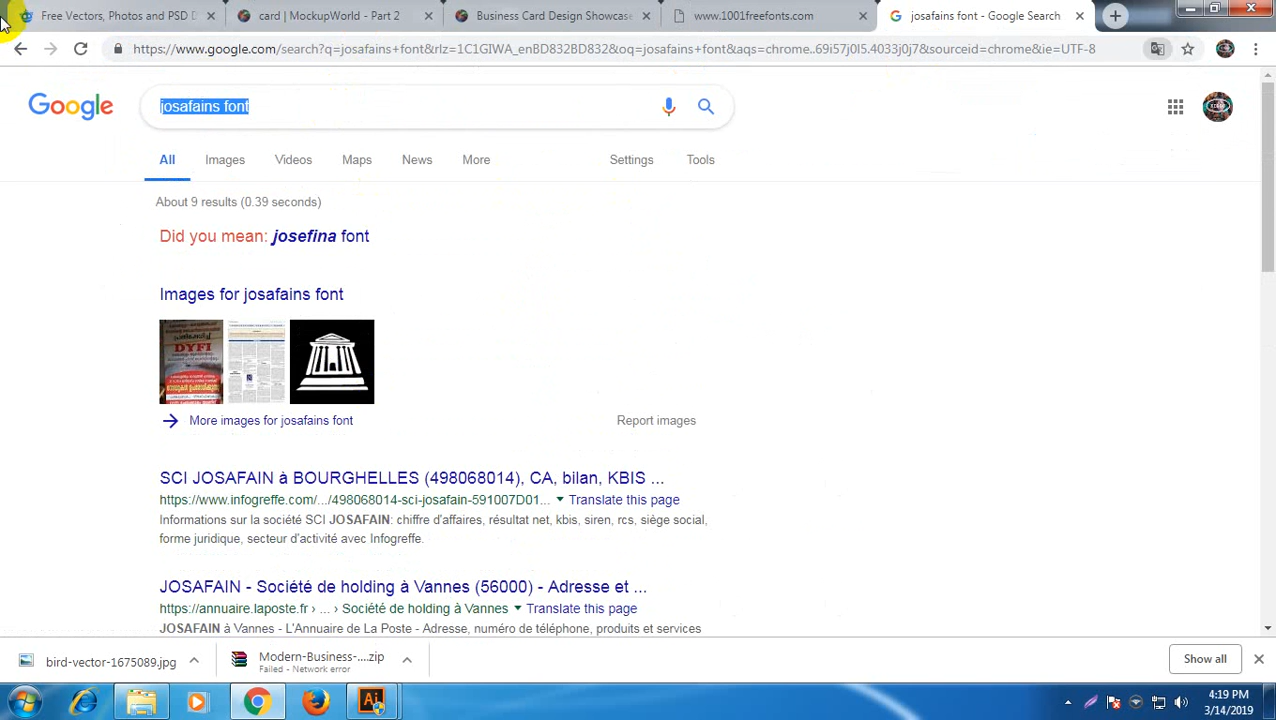 Free Vectors, Photos and PSD D
card | MockupWorld - Part 2
Business Card Design Showcase
www.1001freefonts.com
josafains font - Google Search
https://www.google.com/search?q=josafains+font&rlz=1C1GIWA_enBD832BD832&oq=josafains+font&aqs=chrome..69i57j0l5.4033j0j7&sourceid=chrome&ie=UTF-8
Google
josafains font
All
Images
Videos
Maps
News
More
Settings
Tools
About 9 results (0.39 seconds)
Did you mean: josefina font
Images for josafains font
DYFI
More images for josafains font
Report images
SCI JOSAFAIN à BOURGHELLES (498068014), CA, bilan, KBIS ...
https://www.infogreffe.com/.../498068014-sci-josafain-591007D01... Translate this page
Informations sur la société SCI JOSAFAIN: chiffre d'affaires, résultat net, kbis, siren, rcs, siège social,
forme juridique, secteur d'activité avec Infogreffe.
JOSAFAIN - Société de holding à Vannes (56000) - Adresse et ...
https://annuaire.laposte.fr › ... › Société de holding à Vannes Translate this page
JOSAFAIN à Vannes - L'Annuaire de La Poste - Adresse, numéro de téléphone, produits et services
bird-vector-1675089.jpg
Modern-Business-....zip
Failed - Network error
Show all
Ai
4:19 PM
3/14/2019